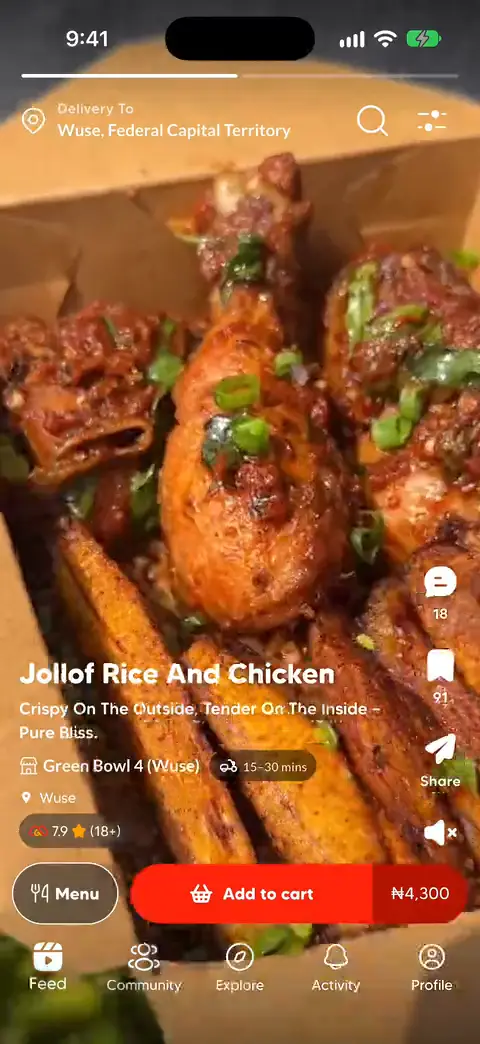 9:41
Delivery To
Wuse, Federal Capital Territory
18
91
Jollof Rice And Chicken
Crispy On The Outside, Tender On The Inside –
Pure Bliss.
Green Bowl 4 (Wuse)
15-30 mins
Share
Wuse
7.9 (18+)
Menu
Add to cart
₦4,300
Feed
Community
Explore
Activity
Profile